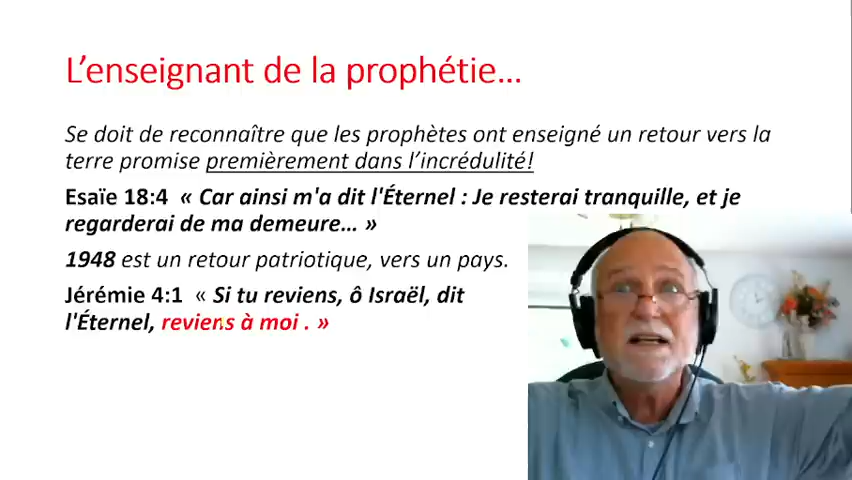 L’enseignant de la prophétie…
Se doit de reconnaître que les prophètes ont enseigné un retour vers la
terre promise premièrement dans l’incrédulité!
Esaïe 18:4 « Car ainsi m'a dit l'Éternel : Je resterai tranquille, et je
regarderai de ma demeure… »
1948 est un retour patriotique, vers un pays.
Jérémie 4:1 « Si tu reviens, ô Israël, dit
l'Éternel, reviens à moi . »